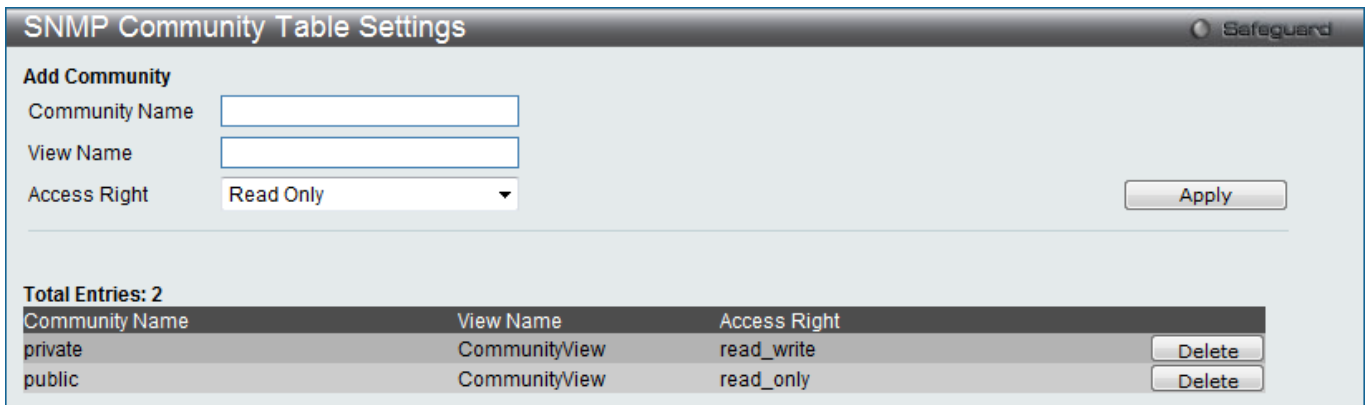 SNMP Community Table Settings Safeguard
Add Community
Community Name
View Name
Access Right Read Only Apply
Total Entries: 2
Community Name View Name Access Right
private CommunityView read_write Delete
public CommunityView read_only Delete